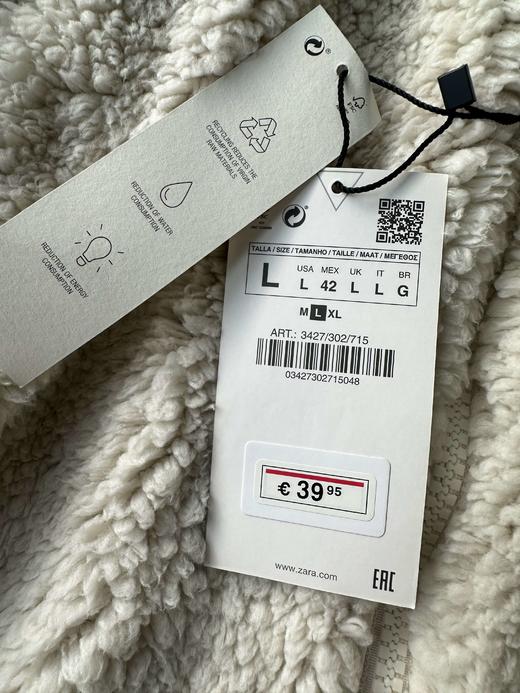 ®
FSC
RECYCLING REDUCES THE
CONSUMPTION OF VIRGIN
RAW MATERIALS
REDUCTION OF WATER
CONSUMPTION
REDUCTION OF ENERGY
CONSUMPTION
®
TALLA / SIZE / TAMANHO / TAILLE / MAAT / ΜΕΓΕΘΟΣ
L
USA MEX UK IT BR
L 42 L L G
M L XL
ART.: 3427/302/715
03427302715048
€ 39 95
www.zara.com
EAC